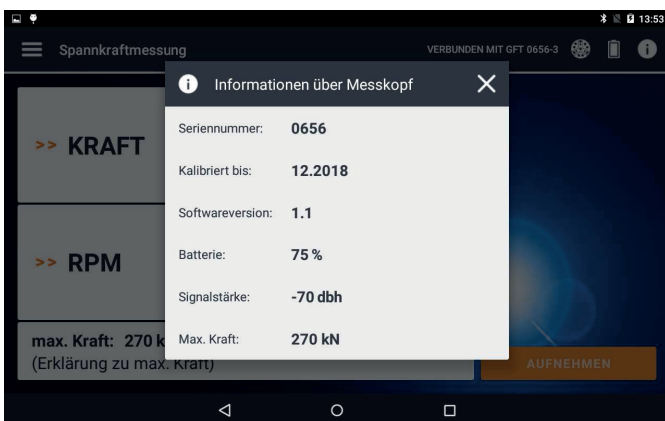 13:53
Spannkraftmessung
VERBUNDEN MIT GFT 0656-3
Informationen über Messkopf
Seriennummer: 0656
Kalibriert bis: 12.2018
Softwareversion: 1.1
Batterie: 75 %
Signalstärke: -70 dbh
Max. Kraft: 270 kN
>> KRAFT
>> RPM
max. Kraft: 270 k
(Erklärung zu max. Kraft)
AUFNEHMEN